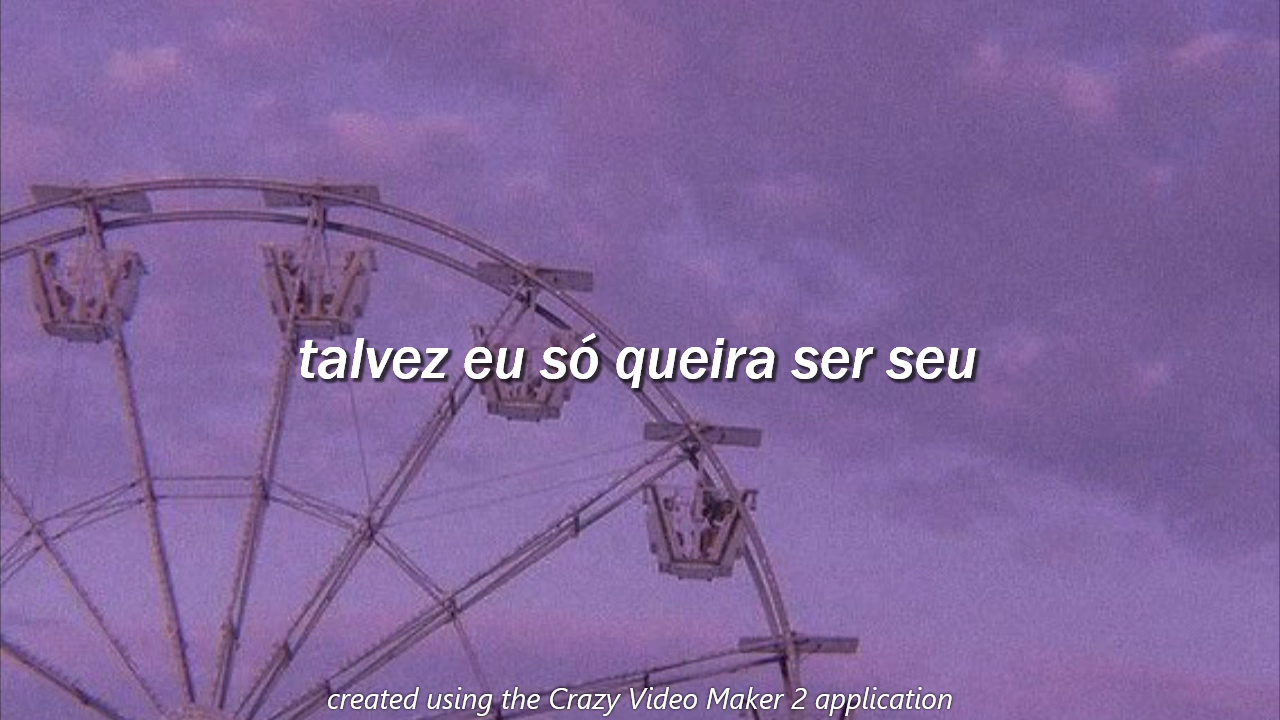 talvez eu só queira ser seu
created using the Crazy Video Maker 2 application